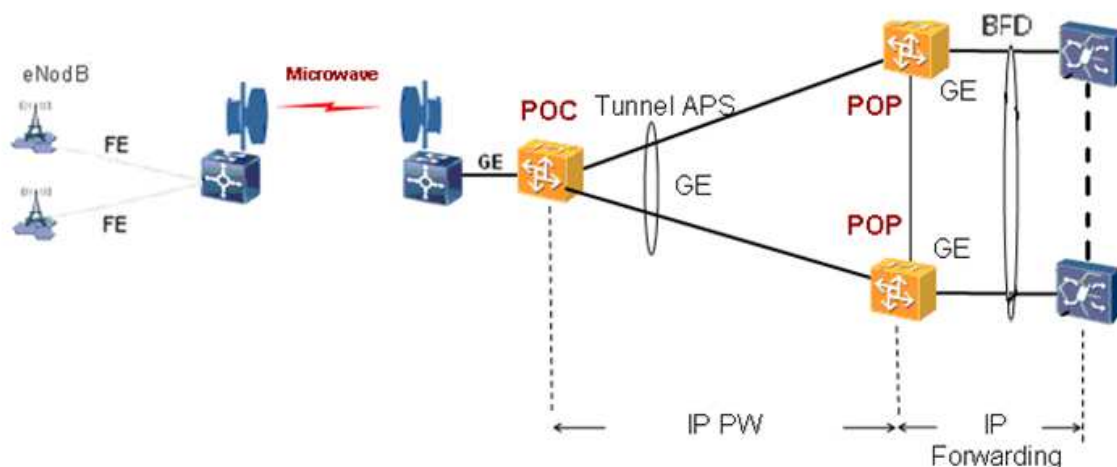 BFD
eNodB
Microwave
POC
Tunnel APS
GE
POP
FE
GE
GE
FE
POP
GE
IP PW
IP
Forwarding